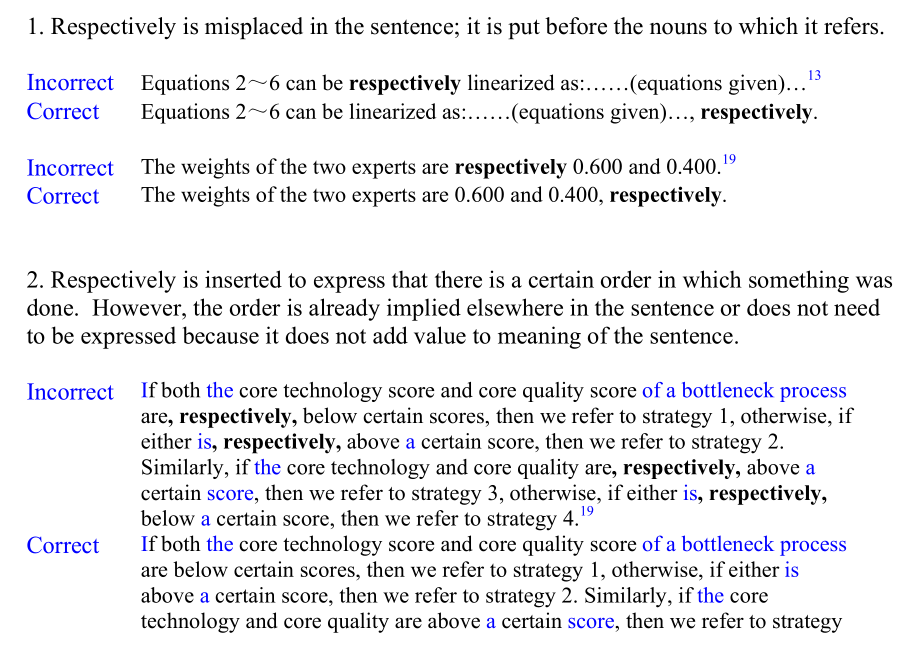 1. Respectively is misplaced in the sentence; it is put before the nouns to which it refers.
Incorrect Equations 2~6 can be respectively linearized as:……(equations given)…13
Correct Equations 2~6 can be linearized as:……(equations given)…, respectively.
Incorrect The weights of the two experts are respectively 0.600 and 0.400.19
Correct The weights of the two experts are 0.600 and 0.400, respectively.
2. Respectively is inserted to express that there is a certain order in which something was
done.  However, the order is already implied elsewhere in the sentence or does not need
to be expressed because it does not add value to meaning of the sentence.
Incorrect If both the core technology score and core quality score of a bottleneck process
are, respectively, below certain scores, then we refer to strategy 1, otherwise, if
either is, respectively, above a certain score, then we refer to strategy 2.
Similarly, if the core technology and core quality are, respectively, above a
certain score, then we refer to strategy 3, otherwise, if either is, respectively,
below a certain score, then we refer to strategy 4.19
Correct If both the core technology score and core quality score of a bottleneck process
are below certain scores, then we refer to strategy 1, otherwise, if either is
above a certain score, then we refer to strategy 2. Similarly, if the core
technology and core quality are above a certain score, then we refer to strategy